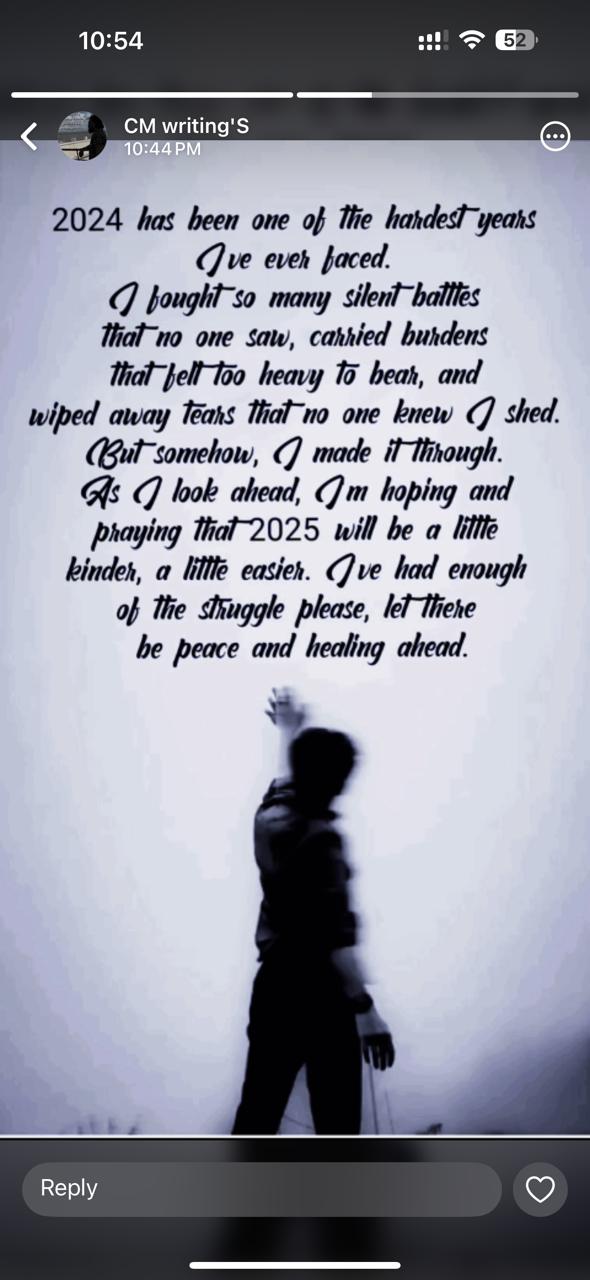 10:54
52
CM writing'S
10:44 PM
2024 has been one of the hardest years
I've ever faced.
I fought so many silent battles
that no one saw, carried burdens
that felt too heavy to bear, and
wiped away tears that no one knew I shed.
But somehow, I made it through.
As I look ahead, I'm hoping and
praying that 2025 will be a little
kinder, a little easier. I've had enough
of the struggle please, let there
be peace and healing ahead.
Reply